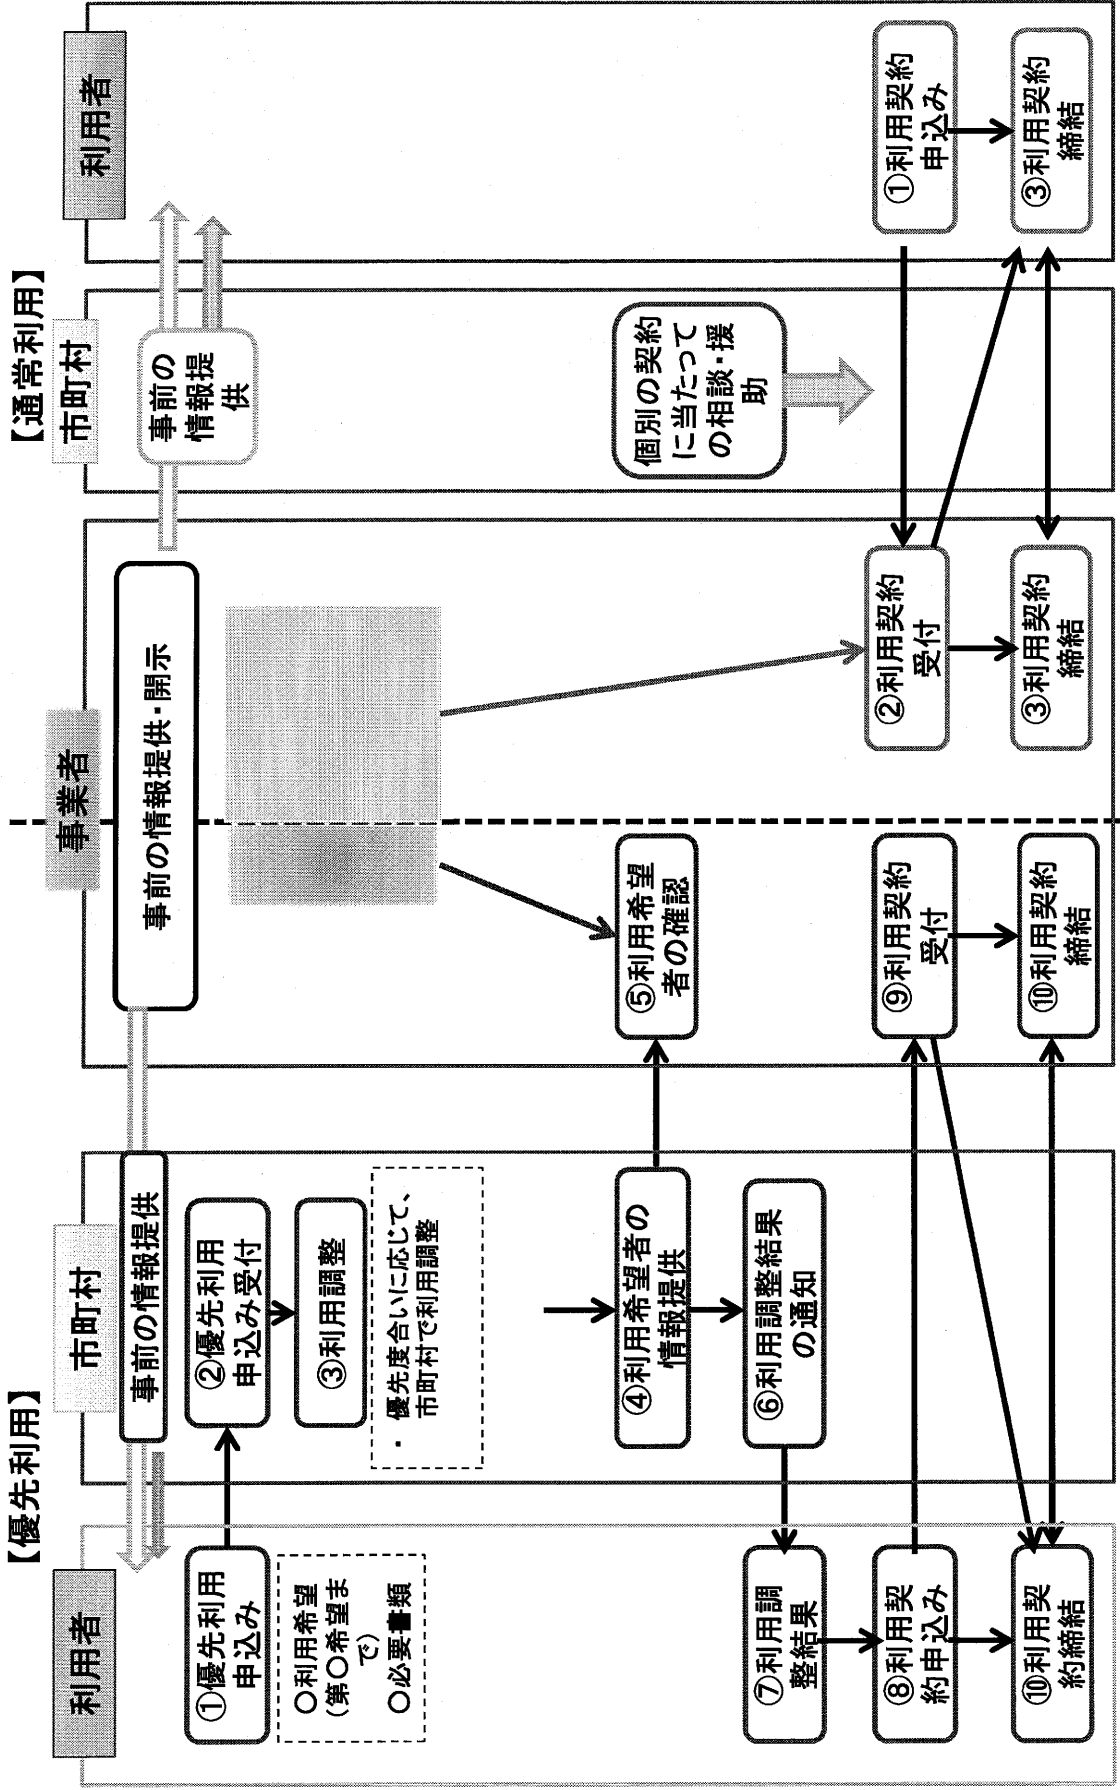 【優先利用】
【通常利用】
利用者
市町村
事業者
市町村
利用者
事前の情報提供
事前の情報提供・開示
事前の
情報提
供
①優先利用
申込み
○利用希望
(第○希望ま
で)
○必要書類
②優先利用
申込み受付
③利用調整
・ 優先度合いに応じて、
市町村で利用調整
④利用希望者の
情報提供
⑤利用希望
者の確認
⑥利用調整結果
の通知
⑦利用調
整結果
⑧利用契
約申込み
⑨利用契約
受付
⑩利用契
約締結
⑩利用契約
締結
個別の契約
に当たって
の相談・援
助
①利用契約
申込み
②利用契約
受付
③利用契約
締結
③利用契約
締結